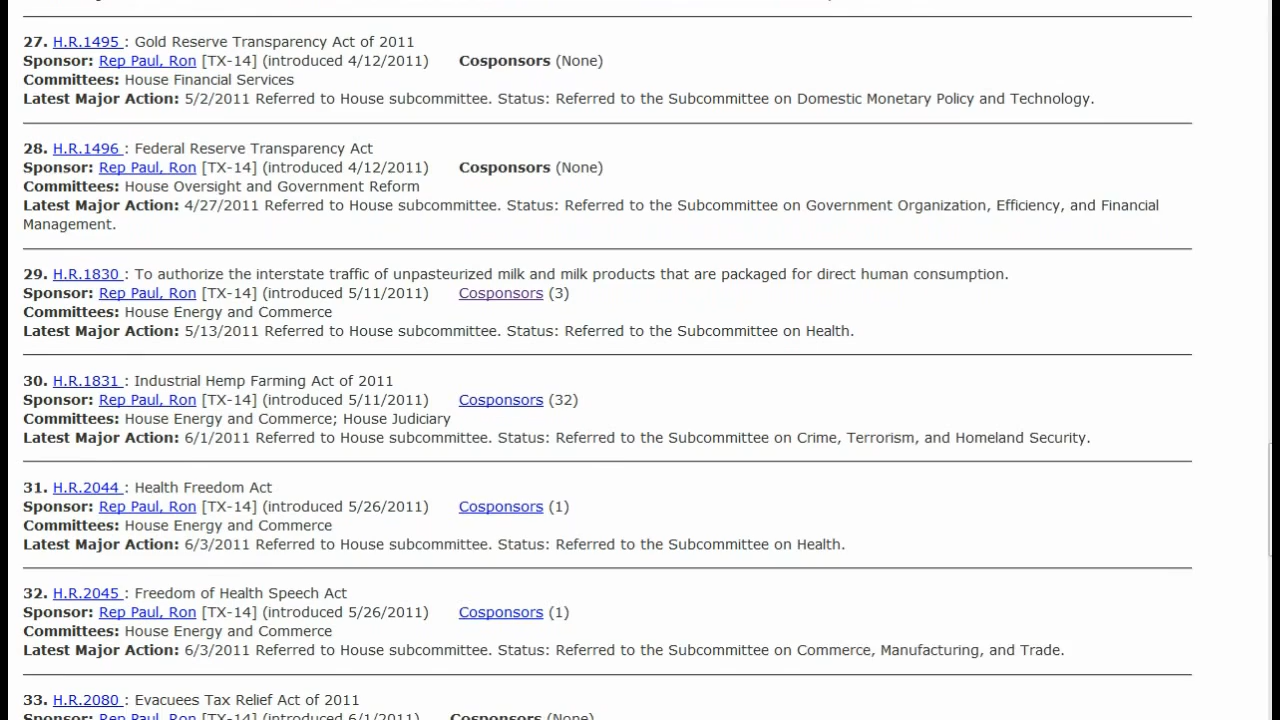 27. H.R.1495 : Gold Reserve Transparency Act of 2011
Sponsor: Rep Paul, Ron [TX-14] (introduced 4/12/2011) Cosponsors (None)
Committees: House Financial Services
Latest Major Action: 5/2/2011 Referred to House subcommittee. Status: Referred to the Subcommittee on Domestic Monetary Policy and Technology.
28. H.R.1496 : Federal Reserve Transparency Act
Sponsor: Rep Paul, Ron [TX-14] (introduced 4/12/2011) Cosponsors (None)
Committees: House Oversight and Government Reform
Latest Major Action: 4/27/2011 Referred to House subcommittee. Status: Referred to the Subcommittee on Government Organization, Efficiency, and Financial
Management.
29. H.R.1830 : To authorize the interstate traffic of unpasteurized milk and milk products that are packaged for direct human consumption.
Sponsor: Rep Paul, Ron [TX-14] (introduced 5/11/2011) Cosponsors (3)
Committees: House Energy and Commerce
Latest Major Action: 5/13/2011 Referred to House subcommittee. Status: Referred to the Subcommittee on Health.
30. H.R.1831 : Industrial Hemp Farming Act of 2011
Sponsor: Rep Paul, Ron [TX-14] (introduced 5/11/2011) Cosponsors (32)
Committees: House Energy and Commerce; House Judiciary
Latest Major Action: 6/1/2011 Referred to House subcommittee. Status: Referred to the Subcommittee on Crime, Terrorism, and Homeland Security.
31. H.R.2044 : Health Freedom Act
Sponsor: Rep Paul, Ron [TX-14] (introduced 5/26/2011) Cosponsors (1)
Committees: House Energy and Commerce
Latest Major Action: 6/3/2011 Referred to House subcommittee. Status: Referred to the Subcommittee on Health.
32. H.R.2045 : Freedom of Health Speech Act
Sponsor: Rep Paul, Ron [TX-14] (introduced 5/26/2011) Cosponsors (1)
Committees: House Energy and Commerce
Latest Major Action: 6/3/2011 Referred to House subcommittee. Status: Referred to the Subcommittee on Commerce, Manufacturing, and Trade.
33. H.R.2080 : Evacuees Tax Relief Act of 2011
Sponsor: Rep Paul, Ron [TX-14] (introduced 6/1/2011) Cosponsors (None)